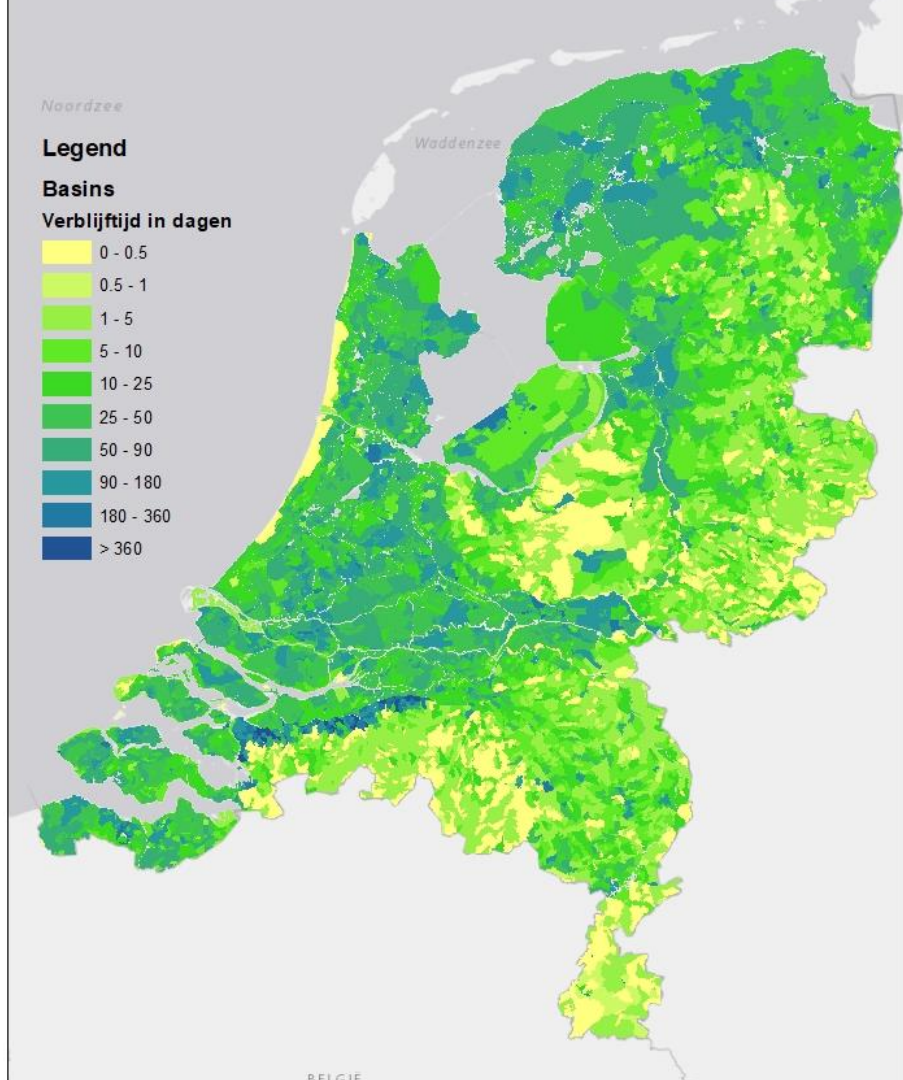 Noordzee
Waddenzee
Legend
Basins
Verblijftijd in dagen
0 - 0.5
0.5 - 1
1 - 5
5 - 10
10 - 25
25 - 50
50 - 90
90 - 180
180 - 360
> 360
BELGIË